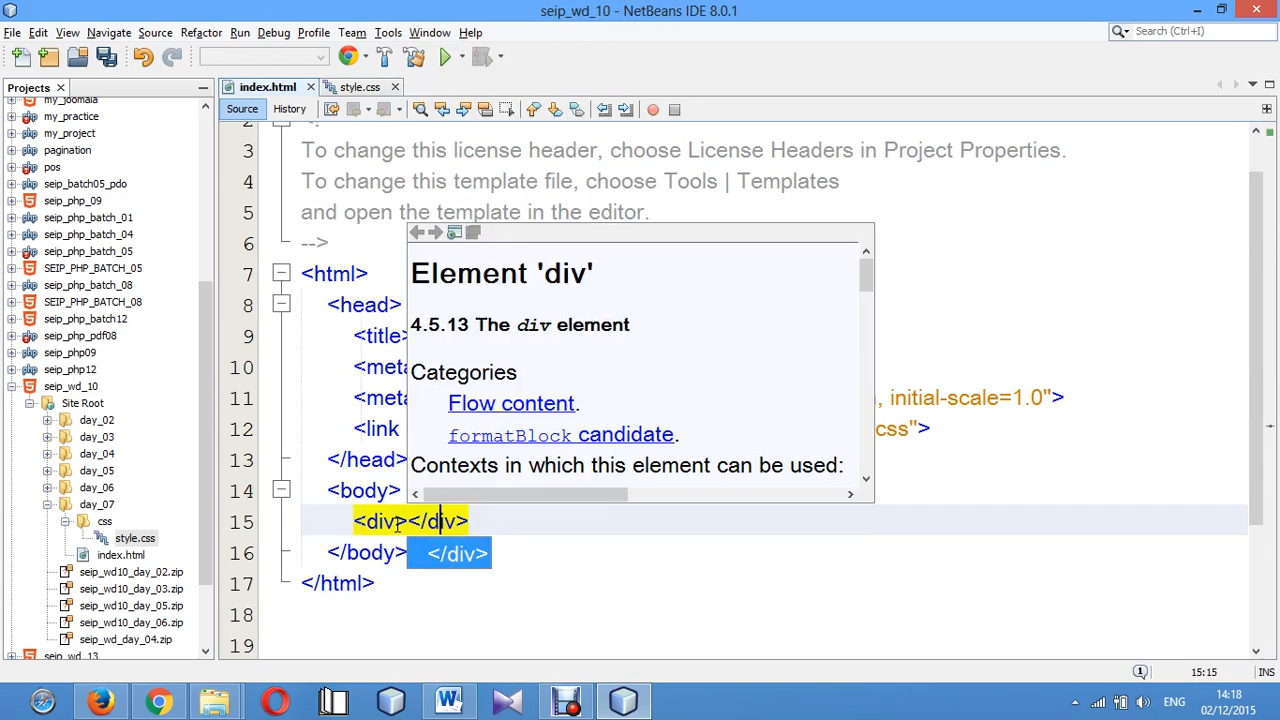 seip_wd_10 - NetBeans IDE 8.0.1
File Edit View Navigate Source Refactor Run Debug Profile Team Tools Window Help
Search (Ctrl+I)
Projects
index.html
style.css
Source
History
my_joomala
my_practice
my_project
pagination
pos
seip_batch05_pdo
seip_php_09
seip_php_batch_01
seip_php_batch_04
seip_php_batch_05
SEIP_PHP_BATCH_05
seip_php_batch_08
SEIP_PHP_BATCH_08
seip_php_batch12
seip_php_pdf08
seip_php09
seip_php12
seip_wd_10
Site Root
day_02
day_03
day_04
day_05
day_06
day_07
css
style.css
index.html
seip_wd10_day_02.zip
seip_wd10_day_03.zip
seip_wd10_day_05.zip
seip_wd10_day_06.zip
seip_wd_day_04.zip
seip_wd_13
2 <!--
3 To change this license header, choose License Headers in Project Properties.
4 To change this template file, choose Tools | Templates
5 and open the template in the editor.
6 -->
7 <html>
8 <head>
9 <title>
10 <meta
11 <meta , initial-scale=1.0">
12 <link css">
13 </head>
14 <body>
15 <div></div>
16 </body>
17 </html>
18
19
Element 'div'
4.5.13 The div element
Categories
Flow content.
formatBlock candidate.
Contexts in which this element can be used:
</div>
1
15:15
INS
ENG
14:18
02/12/2015